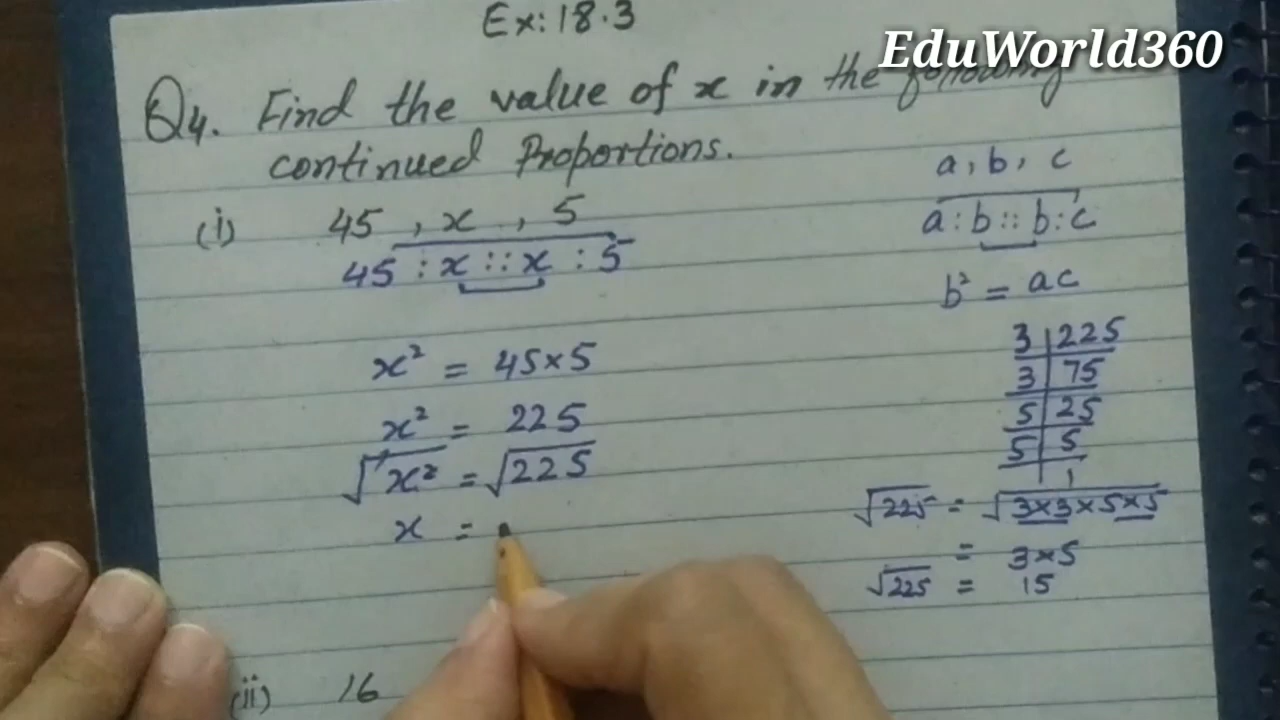 Ex: 18.3
EduWorld360
Q4. Find the value of x in the following
continued Proportions.
(i) 45 , x , 5
45 : x :: x : 5
x² = 45×5
x² = 225
√x² = √225
x =
(ii) 16
a, b, c
a : b :: b : c
b² = ac
3 | 225
3 | 75
5 | 25
5 | 5
1
√225 = √3×3×5×5
= 3×5
√225 = 15